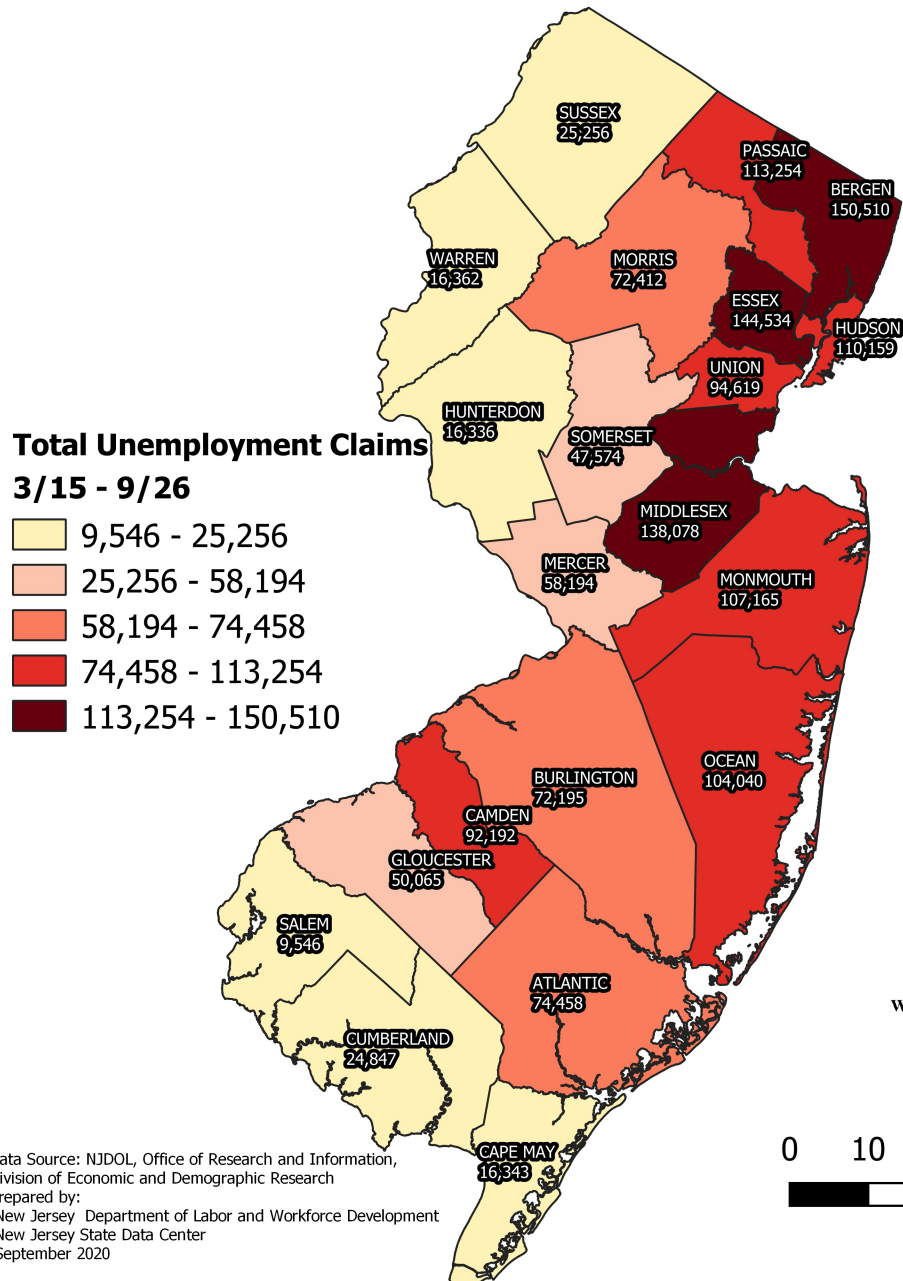 SUSSEX
25,256
PASSAIC
113,254
BERGEN
150,510
WARREN
16,362
MORRIS
72,412
ESSEX
144,534
HUDSON
110,159
UNION
94,619
HUNTERDON
16,336
SOMERSET
47,574
Total Unemployment Claims
3/15 - 9/26
9,546 - 25,256
25,256 - 58,194
58,194 - 74,458
74,458 - 113,254
113,254 - 150,510
MIDDLESEX
138,078
MERCER
58,194
MONMOUTH
107,165
OCEAN
104,040
BURLINGTON
72,195
CAMDEN
92,192
GLOUCESTER
50,065
SALEM
9,546
ATLANTIC
74,458
W
CUMBERLAND
24,847
CAPE MAY
16,343
0 10
ata Source: NJDOL, Office of Research and Information,
ivision of Economic and Demographic Research
repared by:
New Jersey Department of Labor and Workforce Development
New Jersey State Data Center
September 2020